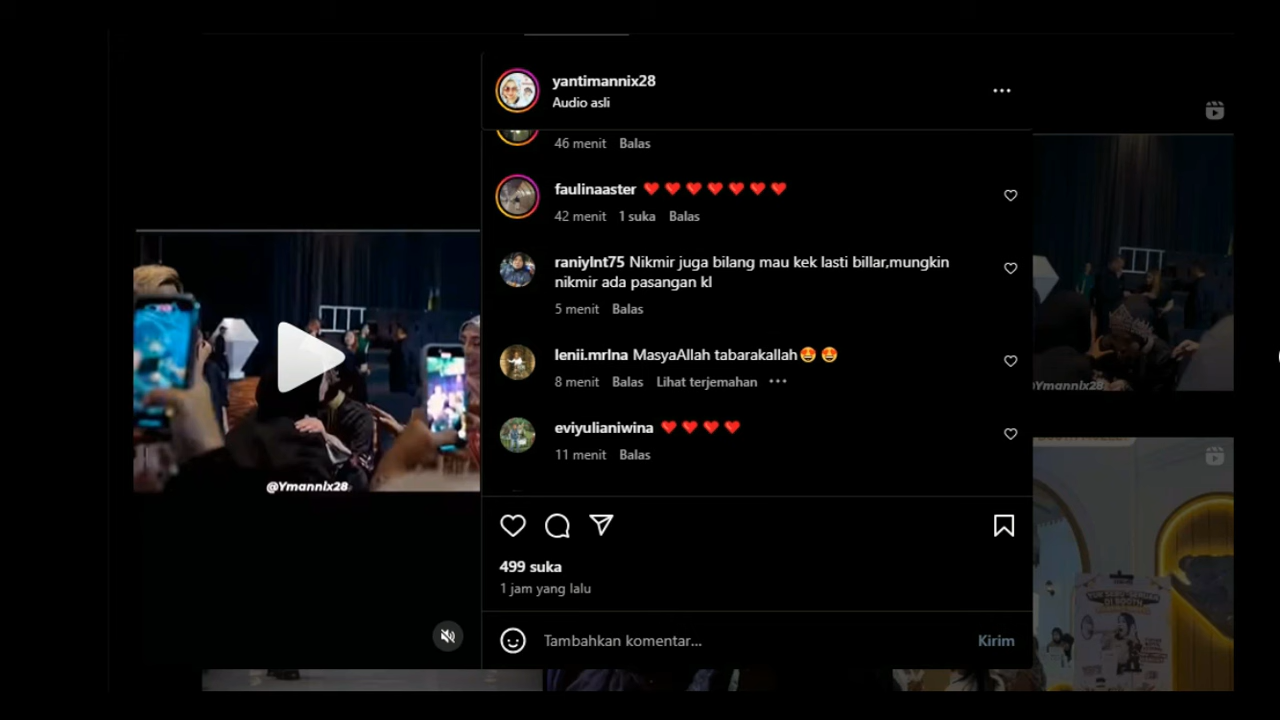 yantimannix28
Audio asli
46 menit Balas
faulinaaster ❤️❤️❤️❤️❤️❤️❤️
42 menit 1 suka Balas
raniylnt75 Nikmir juga bilang mau kek lasti billar,mungkin
nikmir ada pasangan kl
5 menit Balas
lenii.mrlna MasyaAllah tabarakallah🤩🤩
8 menit Balas Lihat terjemahan •••
eviyulianiwina ❤️❤️❤️❤️
11 menit Balas
499 suka
1 jam yang lalu
Tambahkan komentar... Kirim
@Ymannix28
Ymannix28